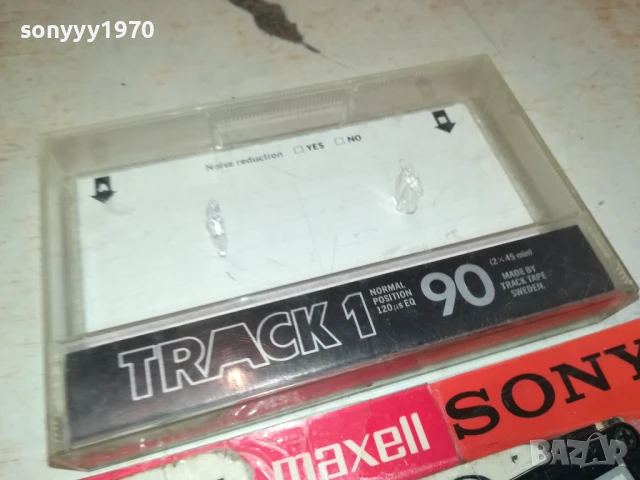 sonyyy1970
Noise reduction □ YES □ NO
TRACK 1
NORMAL
POSITION
120µs EQ
90
(2×45 min)
MADE BY
TRACK TAPE
SWEDEN.
maxell
SONY
BAZAR